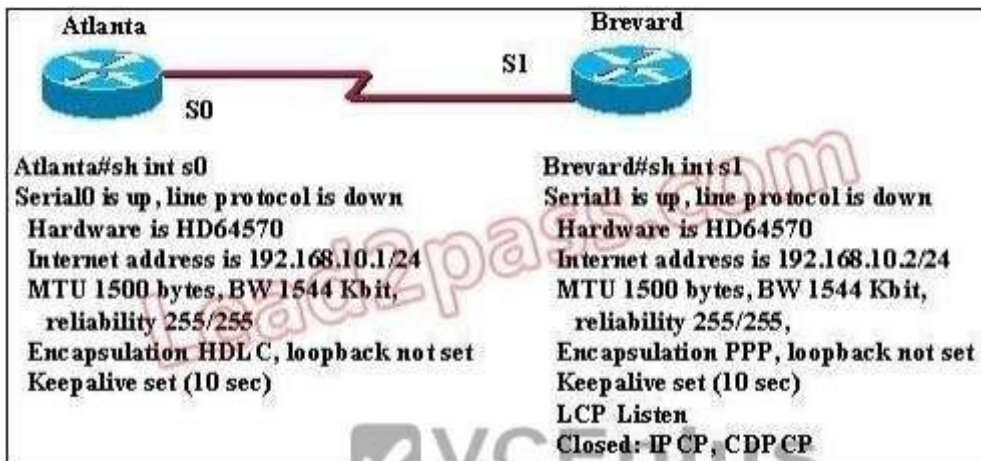 Atlanta
Brevard
S0
S1
Atlanta#sh int s0
Serial0 is up, line protocol is down
Hardware is HD64570
Internet address is 192.168.10.1/24
MTU 1500 bytes, BW 1544 Kbit,
reliability 255/255
Encapsulation HDLC, loopback not set
Keepalive set (10 sec)
Brevard#sh int s1
Serial1 is up, line protocol is down
Hardware is HD64570
Internet address is 192.168.10.2/24
MTU 1500 bytes, BW 1544 Kbit,
reliability 255/255,
Encapsulation PPP, loopback not set
Keepalive set (10 sec)
LCP Listen
Closed: IPCP, CDPCP
Lead2pass.com